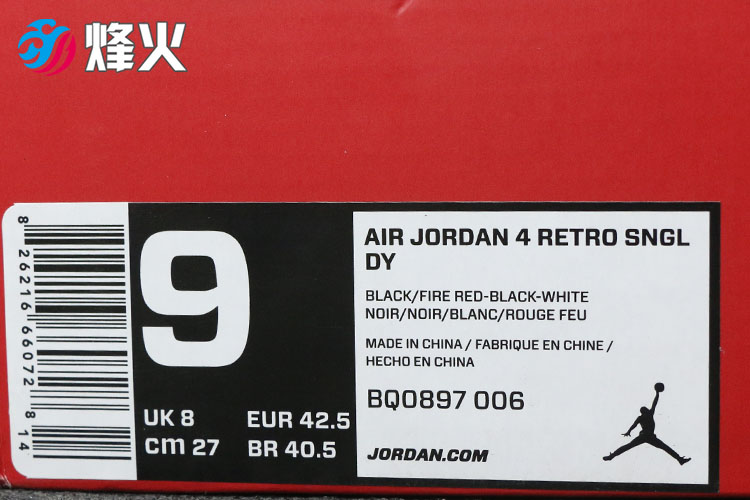 烽火
8 26216 66072 8 14
9
UK 8 EUR 42.5
cm 27 BR 40.5
AIR JORDAN 4 RETRO SNGL
DY
BLACK/FIRE RED-BLACK-WHITE
NOIR/NOIR/BLANC/ROUGE FEU
MADE IN CHINA / FABRIQUE EN CHINE /
HECHO EN CHINA
BQ0897 006
JORDAN.COM